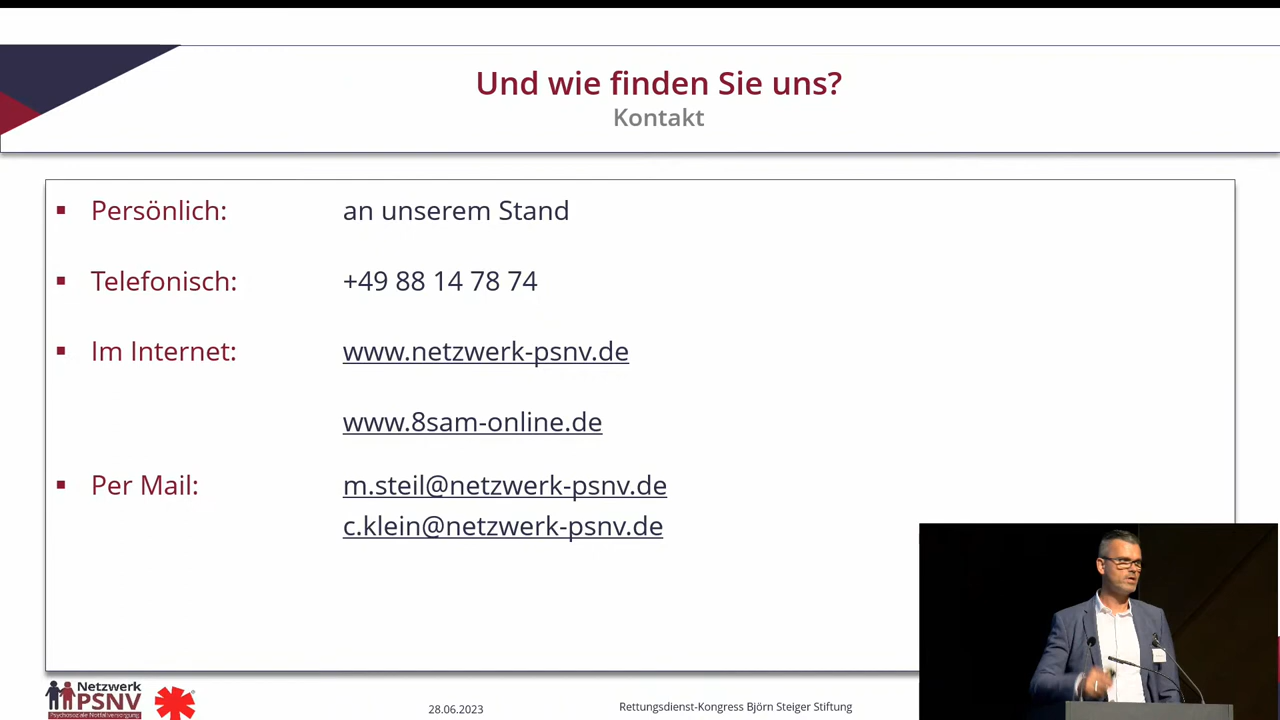 Und wie finden Sie uns?
Kontakt
▪ Persönlich: an unserem Stand
▪ Telefonisch: +49 88 14 78 74
▪ Im Internet: www.netzwerk-psnv.de
www.8sam-online.de
▪ Per Mail: m.steil@netzwerk-psnv.de
c.klein@netzwerk-psnv.de
Netzwerk
PSNV
Psychosoziale Notfallversorgung
28.06.2023
Rettungsdienst-Kongress Björn Steiger Stiftung